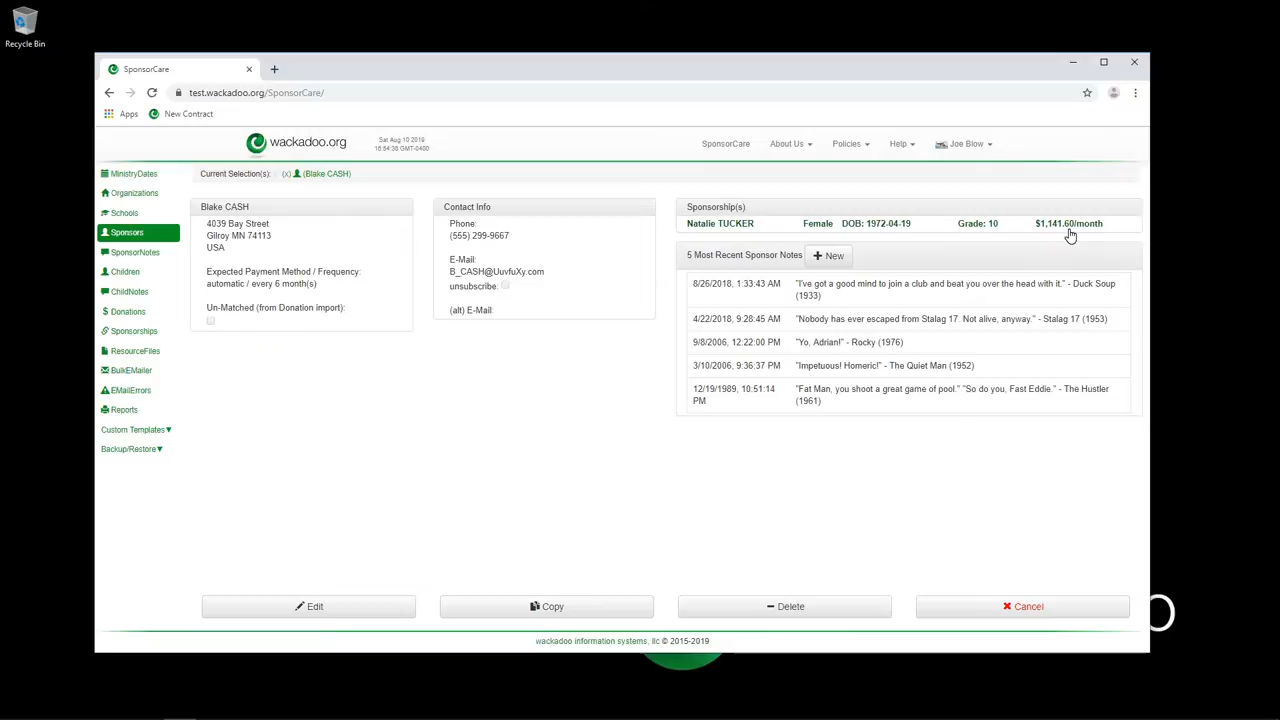 Recycle Bin
SponsorCare
test.wackadoo.org/SponsorCare/
Apps
New Contract
wackadoo.org
Sat Aug 10 2019
16:54:36 GMT-0400
SponsorCare
About Us
Policies
Help
Joe Blow
MinistryDates
Organizations
Schools
Sponsors
SponsorNotes
Children
ChildNotes
Donations
Sponsorships
ResourceFiles
BulkEMailer
EMailErrors
Reports
Custom Templates▼
Backup/Restore▼
Current Selection(s): (x) (Blake CASH)
Blake CASH
4039 Bay Street
Gilroy MN 74113
USA
Expected Payment Method / Frequency:
automatic / every 6 month(s)
Un-Matched (from Donation import):
Contact Info
Phone:
(555) 299-9667
E-Mail:
B_CASH@UuvfuXy.com
unsubscribe:
(alt) E-Mail:
Sponsorship(s)
Natalie TUCKER Female DOB: 1972-04-19 Grade: 10 $1,141.60/month
5 Most Recent Sponsor Notes + New
8/26/2018, 1:33:43 AM "I've got a good mind to join a club and beat you over the head with it." - Duck Soup
(1933)
4/22/2018, 9:28:45 AM "Nobody has ever escaped from Stalag 17. Not alive, anyway." - Stalag 17 (1953)
9/8/2006, 12:22:00 PM "Yo, Adrian!" - Rocky (1976)
3/10/2006, 9:36:37 PM "Impetuous! Homeric!" - The Quiet Man (1952)
12/19/1989, 10:51:14 "Fat Man, you shoot a great game of pool." "So do you, Fast Eddie." - The Hustler
PM (1961)
Edit
Copy
Delete
Cancel
wackadoo information systems, llc © 2015-2019
O